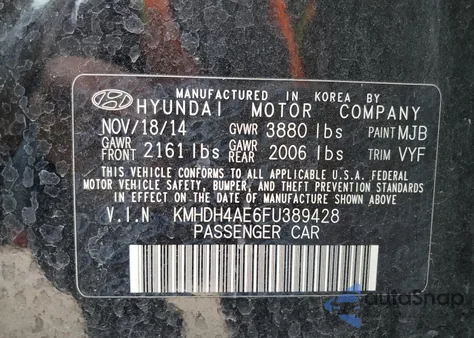 MANUFACTURED IN KOREA BY
HYUNDAI MOTOR COMPANY
NOV/18/14 GVWR 3880 lbs PAINT MJB
GAWR FRONT 2161 lbs GAWR REAR 2006 lbs TRIM VYF
THIS VEHICLE CONFORMS TO ALL APPLICABLE U.S.A. FEDERAL
MOTOR VEHICLE SAFETY, BUMPER, AND THEFT PREVENTION STANDARDS
IN EFFECT ON THE DATE OF MANUFACTURE SHOWN ABOVE.
V.I.N KMHDH4AE6FU389428
PASSENGER CAR
autoSnap